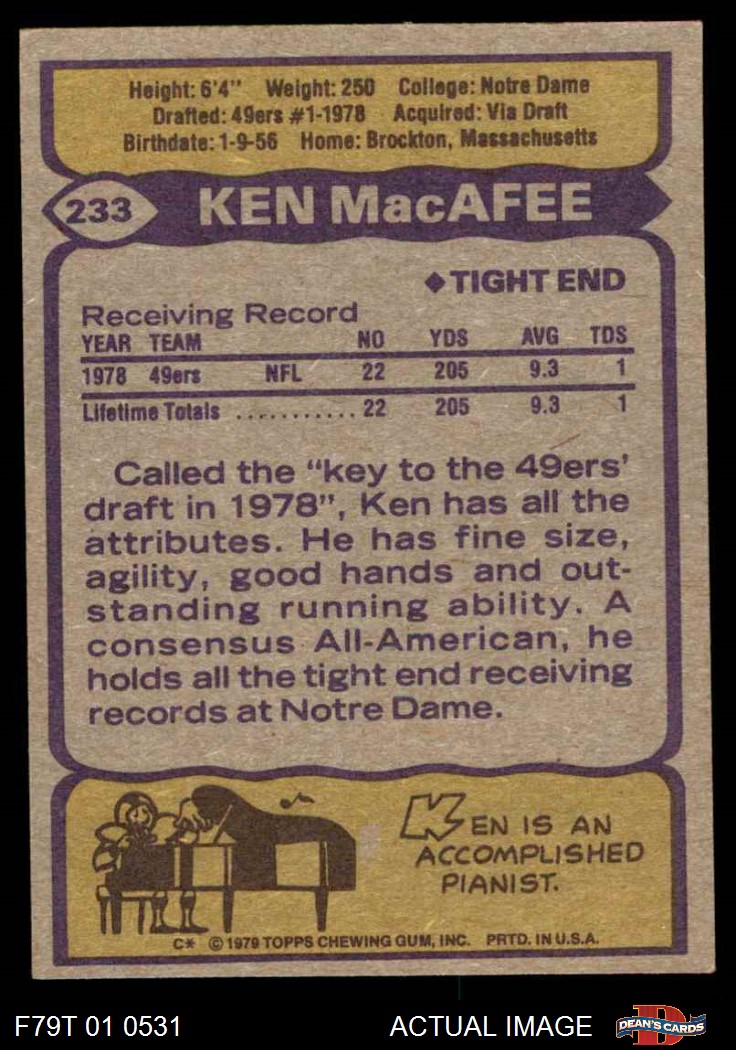 Height: 6'4" Weight: 250 College: Notre Dame
Drafted: 49ers #1-1978 Acquired: Via Draft
Birthdate: 1-9-56 Home: Brockton, Massachusetts
233 KEN MacAFEE
◆TIGHT END
Receiving Record
YEAR TEAM NO YDS AVG TDS
1978 49ers NFL 22 205 9.3 1
Lifetime Totals ........... 22 205 9.3 1
Called the "key to the 49ers'
draft in 1978", Ken has all the
attributes. He has fine size,
agility, good hands and out-
standing running ability. A
consensus All-American, he
holds all the tight end receiving
records at Notre Dame.
KEN IS AN
ACCOMPLISHED
PIANIST.
C* © 1979 TOPPS CHEWING GUM, INC. PRTD. IN U.S.A.
F79T 01 0531 ACTUAL IMAGE D DEAN'S CARDS